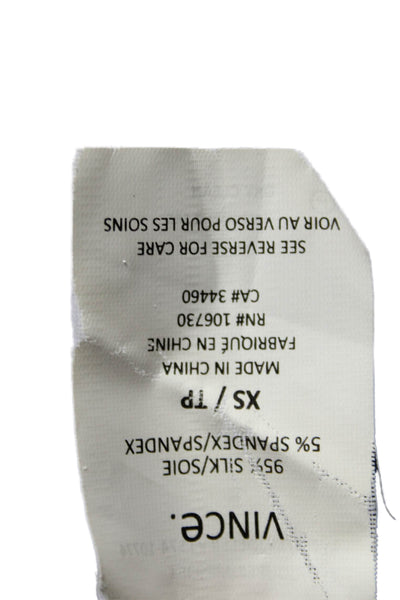 VINCE.
95% SILK/SOIE
5% SPANDEX/SPANDEX
XS / TP
MADE IN CHINA
FABRIQUÉ EN CHINE
RN# 106730
CA# 34460
SEE REVERSE FOR CARE
VOIR AU VERSO POUR LES SOINS